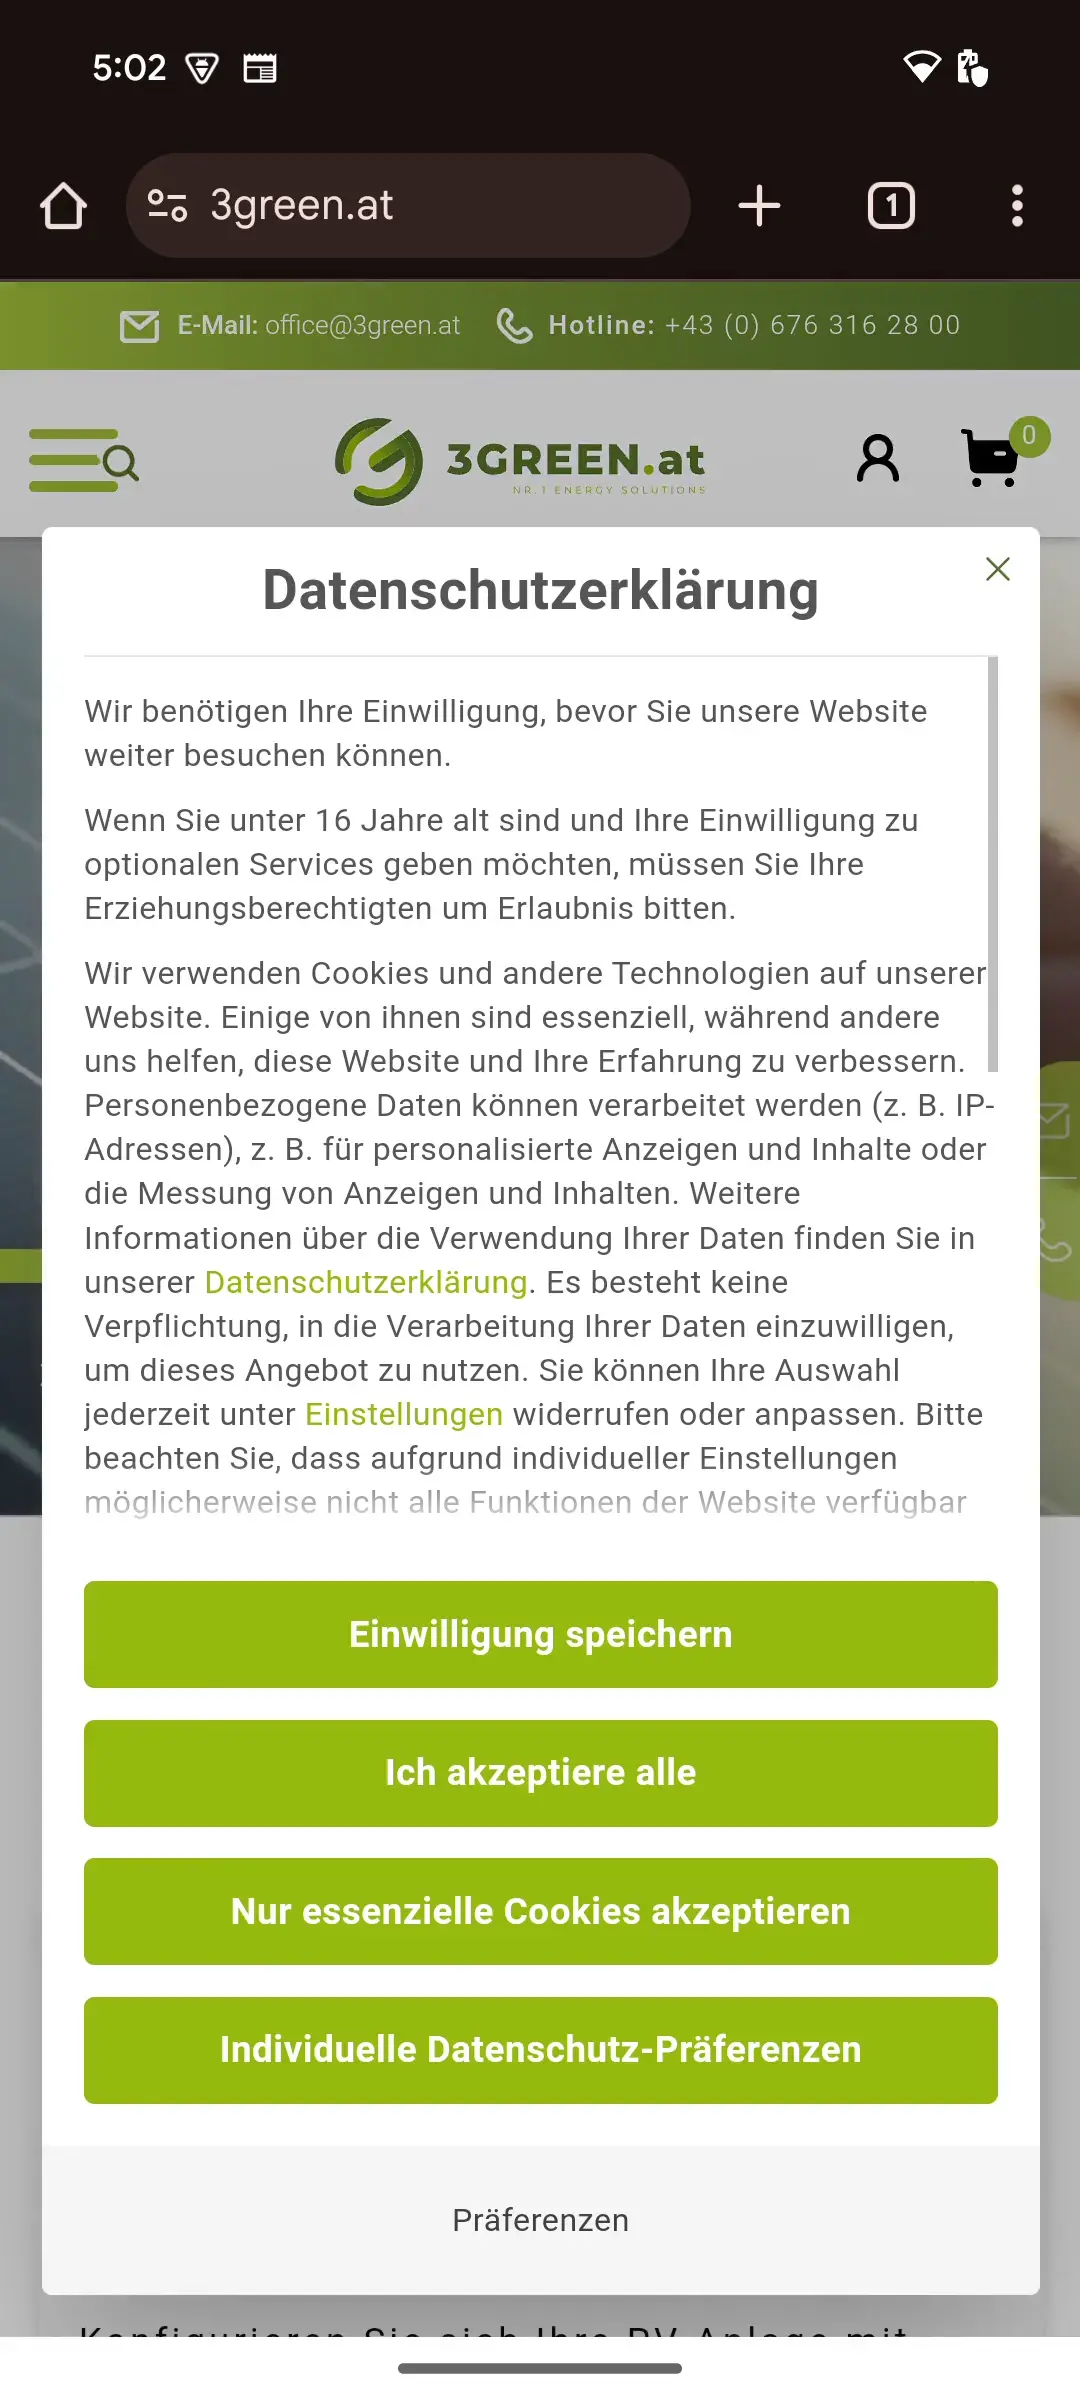 5:02
3green.at
1
E-Mail: office@3green.at Hotline: +43 (0) 676 316 28 00
3GREEN.at
NR.1 ENERGY SOLUTIONS
0
Datenschutzerklärung
Wir benötigen Ihre Einwilligung, bevor Sie unsere Website
weiter besuchen können.
Wenn Sie unter 16 Jahre alt sind und Ihre Einwilligung zu
optionalen Services geben möchten, müssen Sie Ihre
Erziehungsberechtigten um Erlaubnis bitten.
Wir verwenden Cookies und andere Technologien auf unserer
Website. Einige von ihnen sind essenziell, während andere
uns helfen, diese Website und Ihre Erfahrung zu verbessern.
Personenbezogene Daten können verarbeitet werden (z. B. IP-
Adressen), z. B. für personalisierte Anzeigen und Inhalte oder
die Messung von Anzeigen und Inhalten. Weitere
Informationen über die Verwendung Ihrer Daten finden Sie in
unserer Datenschutzerklärung. Es besteht keine
Verpflichtung, in die Verarbeitung Ihrer Daten einzuwilligen,
um dieses Angebot zu nutzen. Sie können Ihre Auswahl
jederzeit unter Einstellungen widerrufen oder anpassen. Bitte
beachten Sie, dass aufgrund individueller Einstellungen
möglicherweise nicht alle Funktionen der Website verfügbar
Einwilligung speichern
Ich akzeptiere alle
Nur essenzielle Cookies akzeptieren
Individuelle Datenschutz-Präferenzen
Präferenzen
Konfigurieren Sie sich Ihre PV Anlage mit